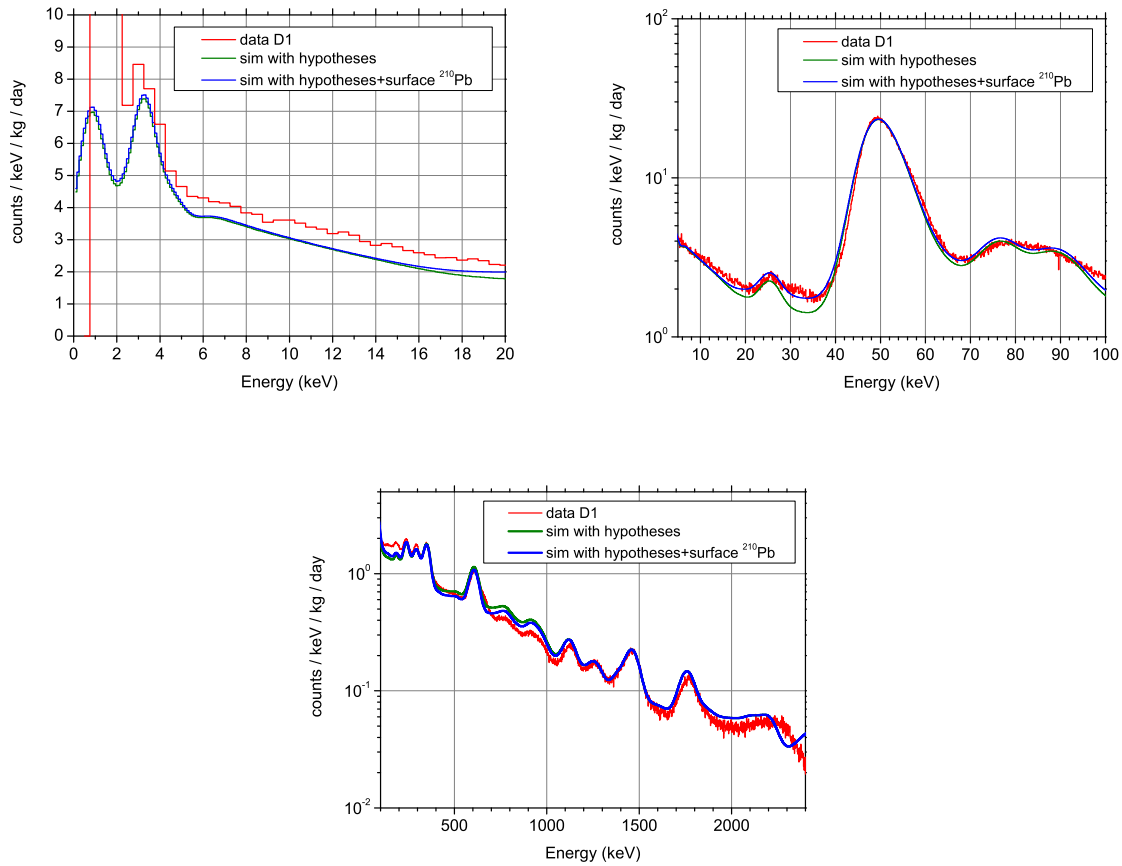 counts / keV / kg / day
10
9
8
7
6
5
4
3
2
1
0
data D1
sim with hypotheses
sim with hypotheses+surface ²¹⁰Pb
0 2 4 6 8 10 12 14 16 18 20
Energy (keV)
counts / keV / kg / day
10²
10¹
10⁰
data D1
sim with hypotheses
sim with hypotheses+surface ²¹⁰Pb
10 20 30 40 50 60 70 80 90 100
Energy (keV)
counts / keV / kg / day
10⁰
10⁻¹
10⁻²
data D1
sim with hypotheses
sim with hypotheses+surface ²¹⁰Pb
500 1000 1500 2000
Energy (keV)